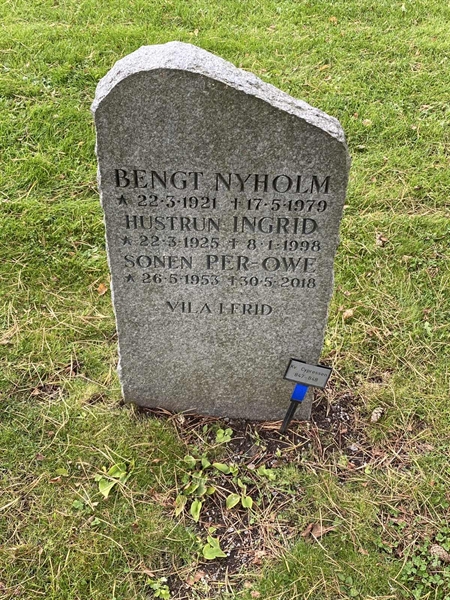 BENGT NYHOLM
★ 22·3·1921 ✝ 17·5·1979
HUSTRUN INGRID
★ 22·3·1925 ✝ 8·1·1998
SONEN PER-OWE
★ 26·5·1953 ✝ 30·5·2018
VILA I FRID